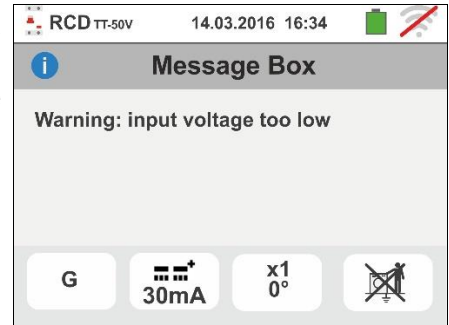 RCD TT-50V 14.03.2016 16:34
i Message Box
Warning: input voltage too low
G
30mA
x1
0°